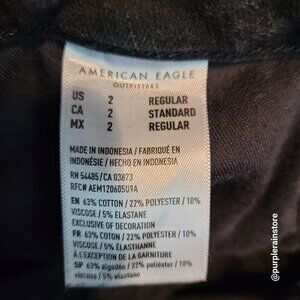 AMERICAN EAGLE
OUTFITTERS
US 2 REGULAR
CA 2 STANDARD
MX 2 REGULAR
MADE IN INDONESIA / FABRIQUÉ EN
INDONÉSIE / HECHO EN INDONESIA
RN 54485/CA 03873
REF# AEM12060SU9A
EN 63% COTTON / 22% POLYESTER / 10%
VISCOSE / 5% ELASTANE
EXCLUSIVE OF DECORATION
FR 63% COTON / 22% POLYESTER / 10%
VISCOSE / 5% ÉLASTHANNE
À L'EXCEPTION DE LA GARNITURE
SP 63% algodón / 22% poliéster / 10%
viscosa / 5% elastano
@purplerainstore